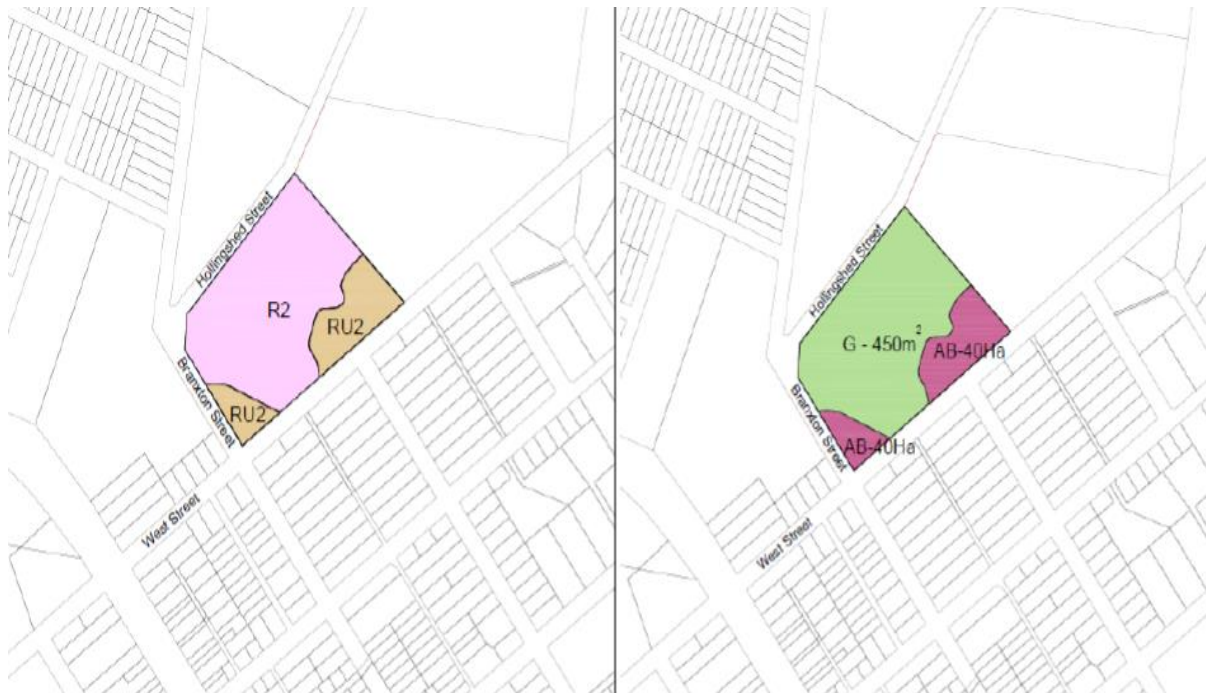 Hollingshed Street
R2
RU2
RU2
Branxton Street
West Street
Hollingshed Street
G - 450m²
AB-40Ha
AB-40Ha
Branxton Street
West Street